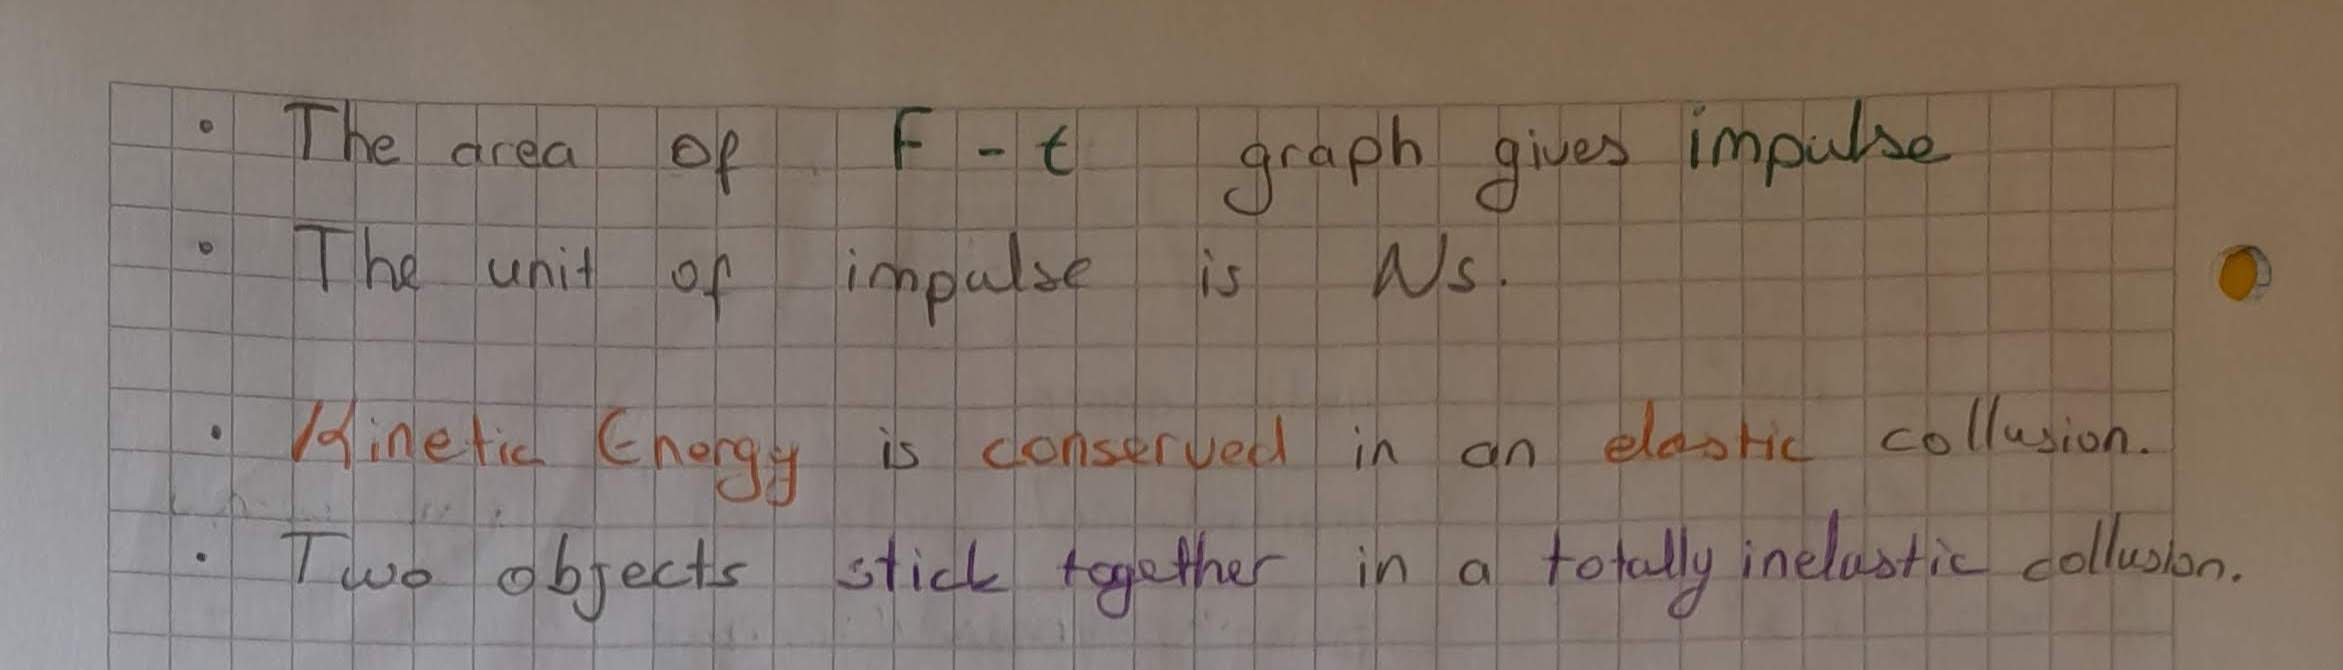 • The area of F - t graph gives impulse
• The unit of impulse is Ns.
• Kinetic Energy is conserved in an elastic collusion.
• Two objects stick together in a totally inelastic collusion.